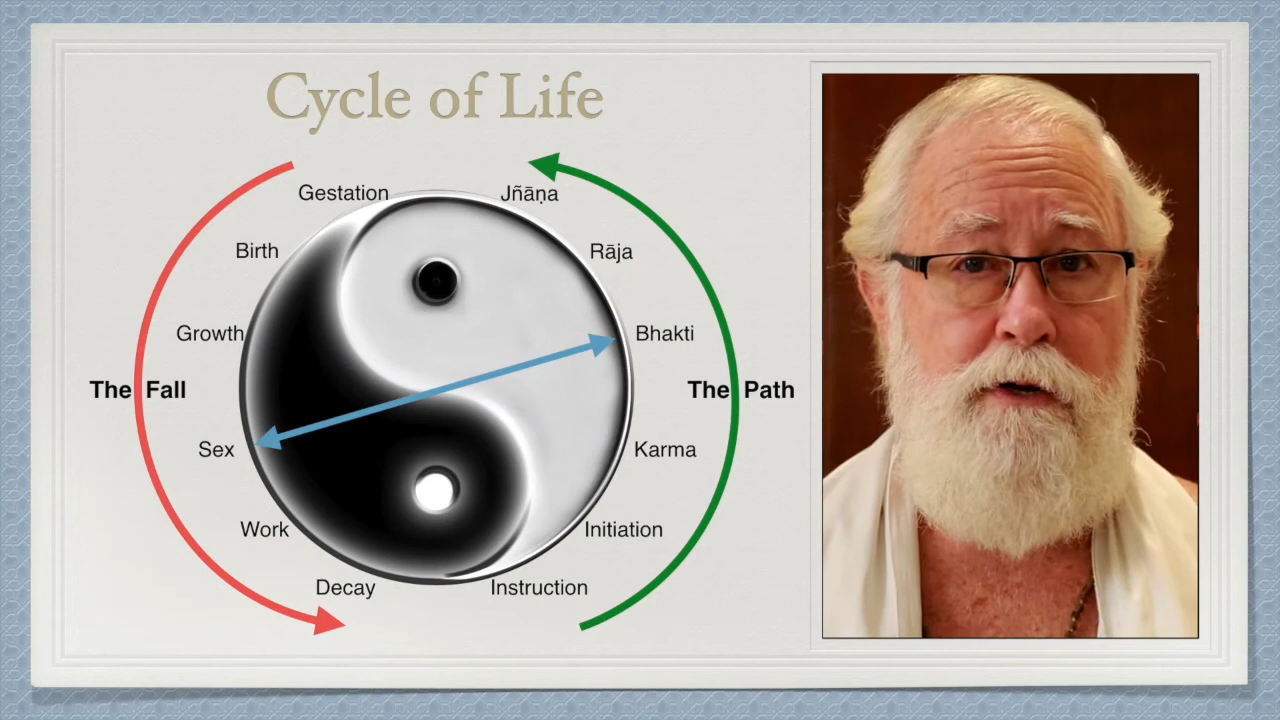 Cycle of Life
Gestation
Jñāṇa
Birth
Rāja
Growth
Bhakti
The Fall
The Path
Sex
Karma
Work
Initiation
Decay
Instruction